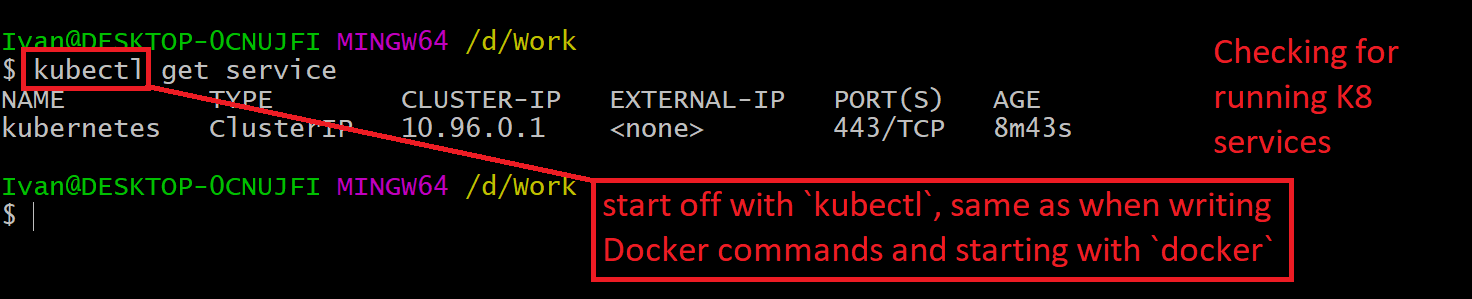 Ivan@DESKTOP-0CNUJFI MINGW64 /d/Work
$ kubectl get service
NAME TYPE CLUSTER-IP EXTERNAL-IP PORT(S) AGE
kubernetes ClusterIP 10.96.0.1 <none> 443/TCP 8m43s
Ivan@DESKTOP-0CNUJFI MINGW64 /d/Work
$
Checking for
running K8
services
start off with `kubectl`, same as when writing
Docker commands and starting with `docker`